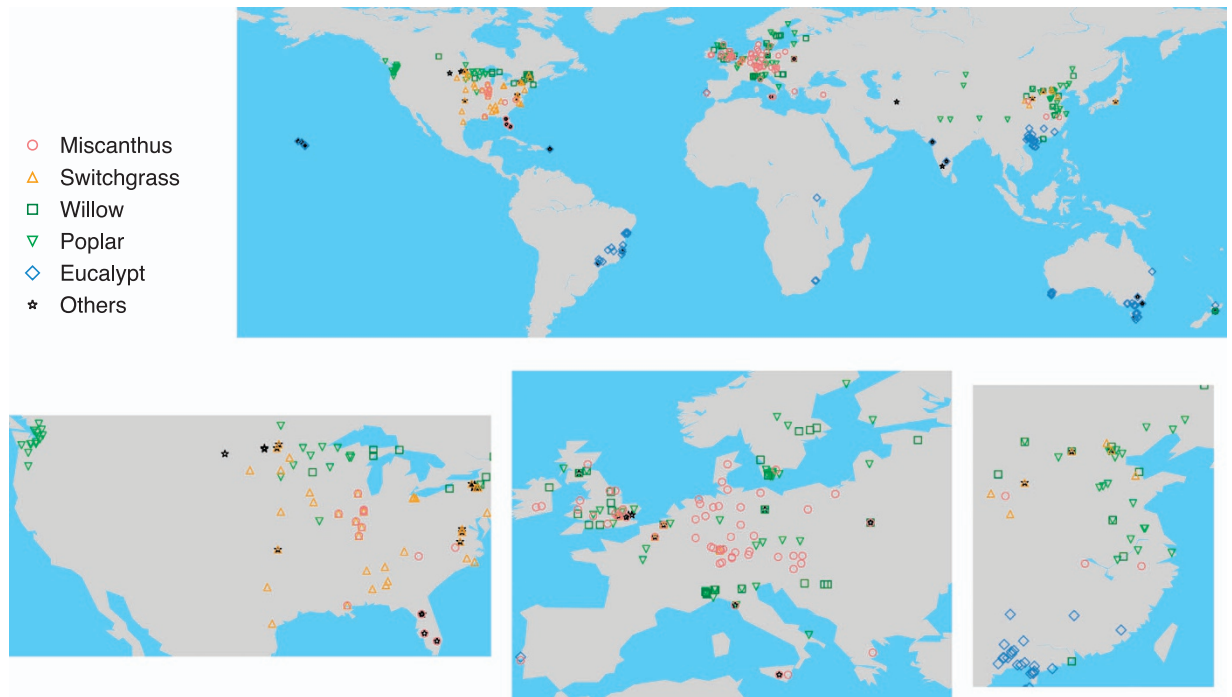 Miscanthus
Switchgrass
Willow
Poplar
Eucalypt
Others